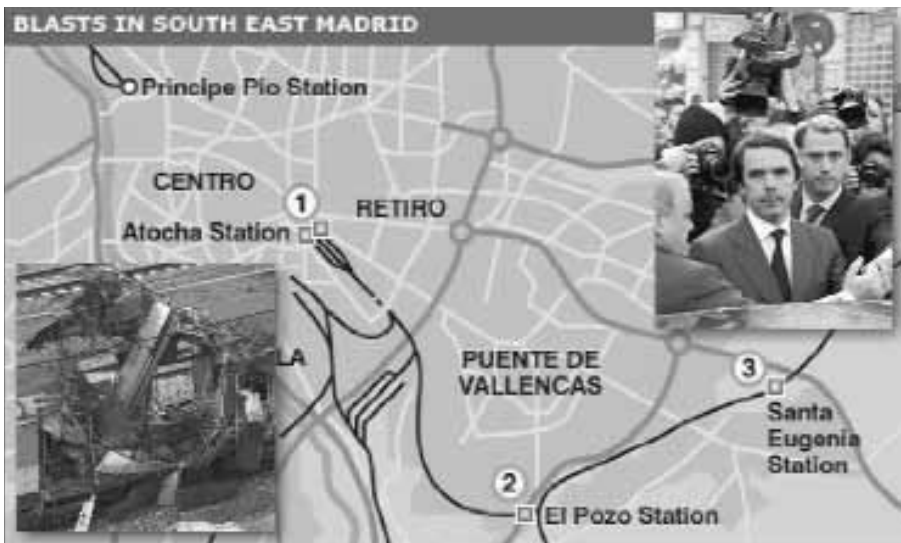 BLASTS IN SOUTH EAST MADRID
Principe Pio Station
CENTRO
1
RETIRO
Atocha Station
LA
PUENTE DE
VALLENCAS
3
Santa
Eugenia
Station
2
El Pozo Station